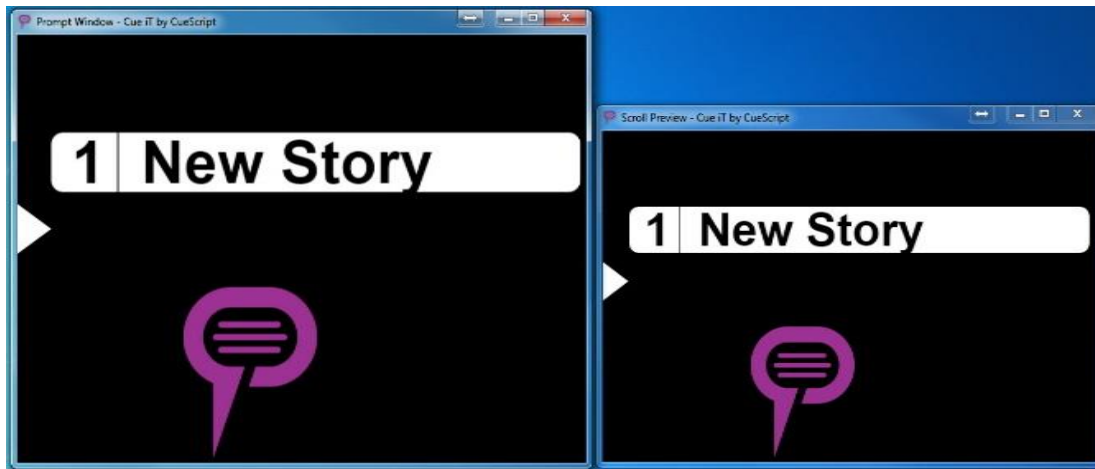 Prompt Window - Cue iT by CueScript
1 New Story
Scroll Preview - Cue iT by CueScript
1 New Story